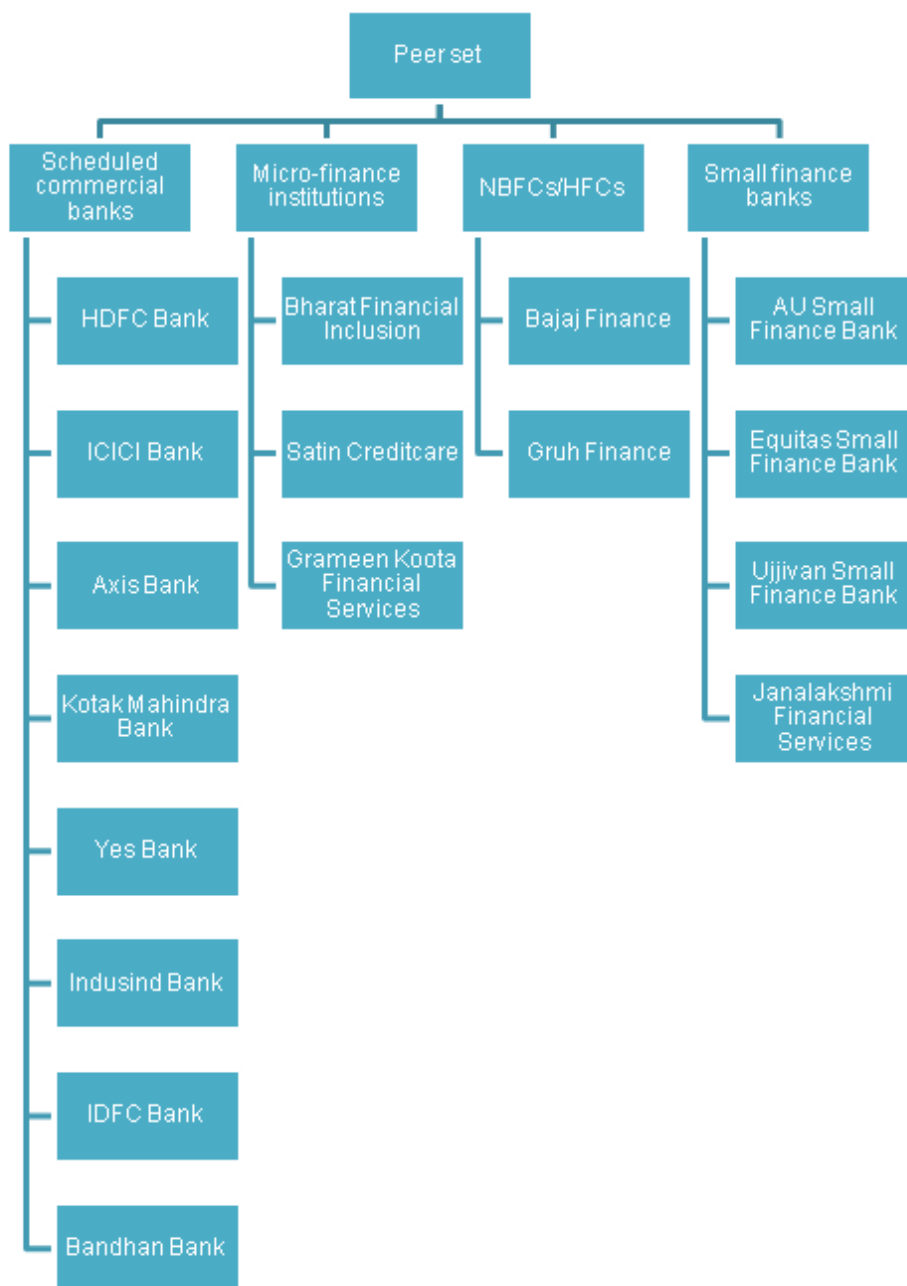 Peer set
Scheduled
commercial
banks
HDFC Bank
ICICI Bank
Axis Bank
Kotak Mahindra
Bank
Yes Bank
Indusind Bank
IDFC Bank
Bandhan Bank
Micro-finance
institutions
Bharat Financial
Inclusion
Satin Creditcare
Grameen Koota
Financial
Services
NBFCs/HFCs
Bajaj Finance
Gruh Finance
Small finance
banks
AU Small
Finance Bank
Equitas Small
Finance Bank
Ujjivan Small
Finance Bank
Janalakshmi
Financial
Services